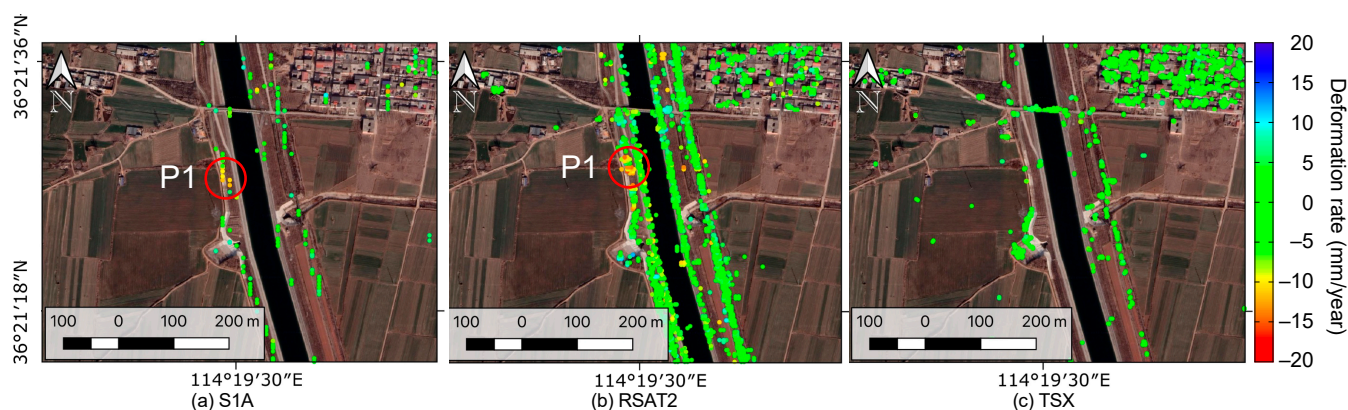 36°21′36″N
36°21′18″N
N
P1
100 0 100 200 m
114°19′30″E
(a) S1A
N
P1
100 0 100 200 m
114°19′30″E
(b) RSAT2
N
100 0 100 200 m
114°19′30″E
(c) TSX
20
15
10
5
0
−5
−10
−15
−20
Deformation rate (mm/year)